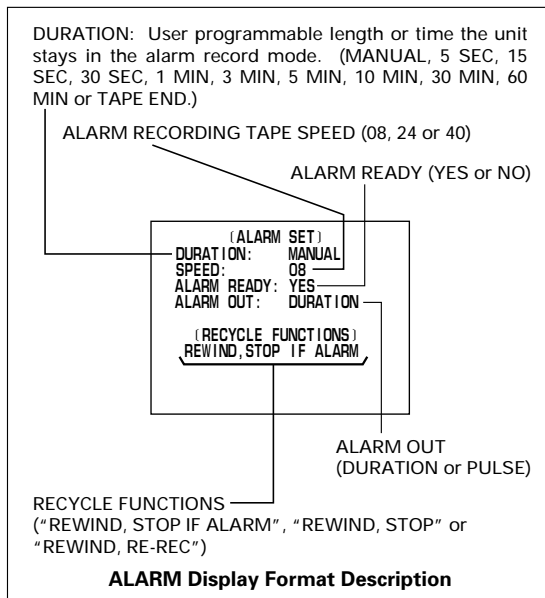 DURATION: User programmable length or time the unit
stays in the alarm record mode. (MANUAL, 5 SEC, 15
SEC, 30 SEC, 1 MIN, 3 MIN, 5 MIN, 10 MIN, 30 MIN, 60
MIN or TAPE END.)
ALARM RECORDING TAPE SPEED (08, 24 or 40)
ALARM READY (YES or NO)
(ALARM SET)
DURATION: MANUAL
SPEED: 08
ALARM READY: YES
ALARM OUT: DURATION
(RECYCLE FUNCTIONS)
REWIND,STOP IF ALARM
ALARM OUT
(DURATION or PULSE)
RECYCLE FUNCTIONS
(“REWIND, STOP IF ALARM”, “REWIND, STOP” or
“REWIND, RE-REC”)
ALARM Display Format Description